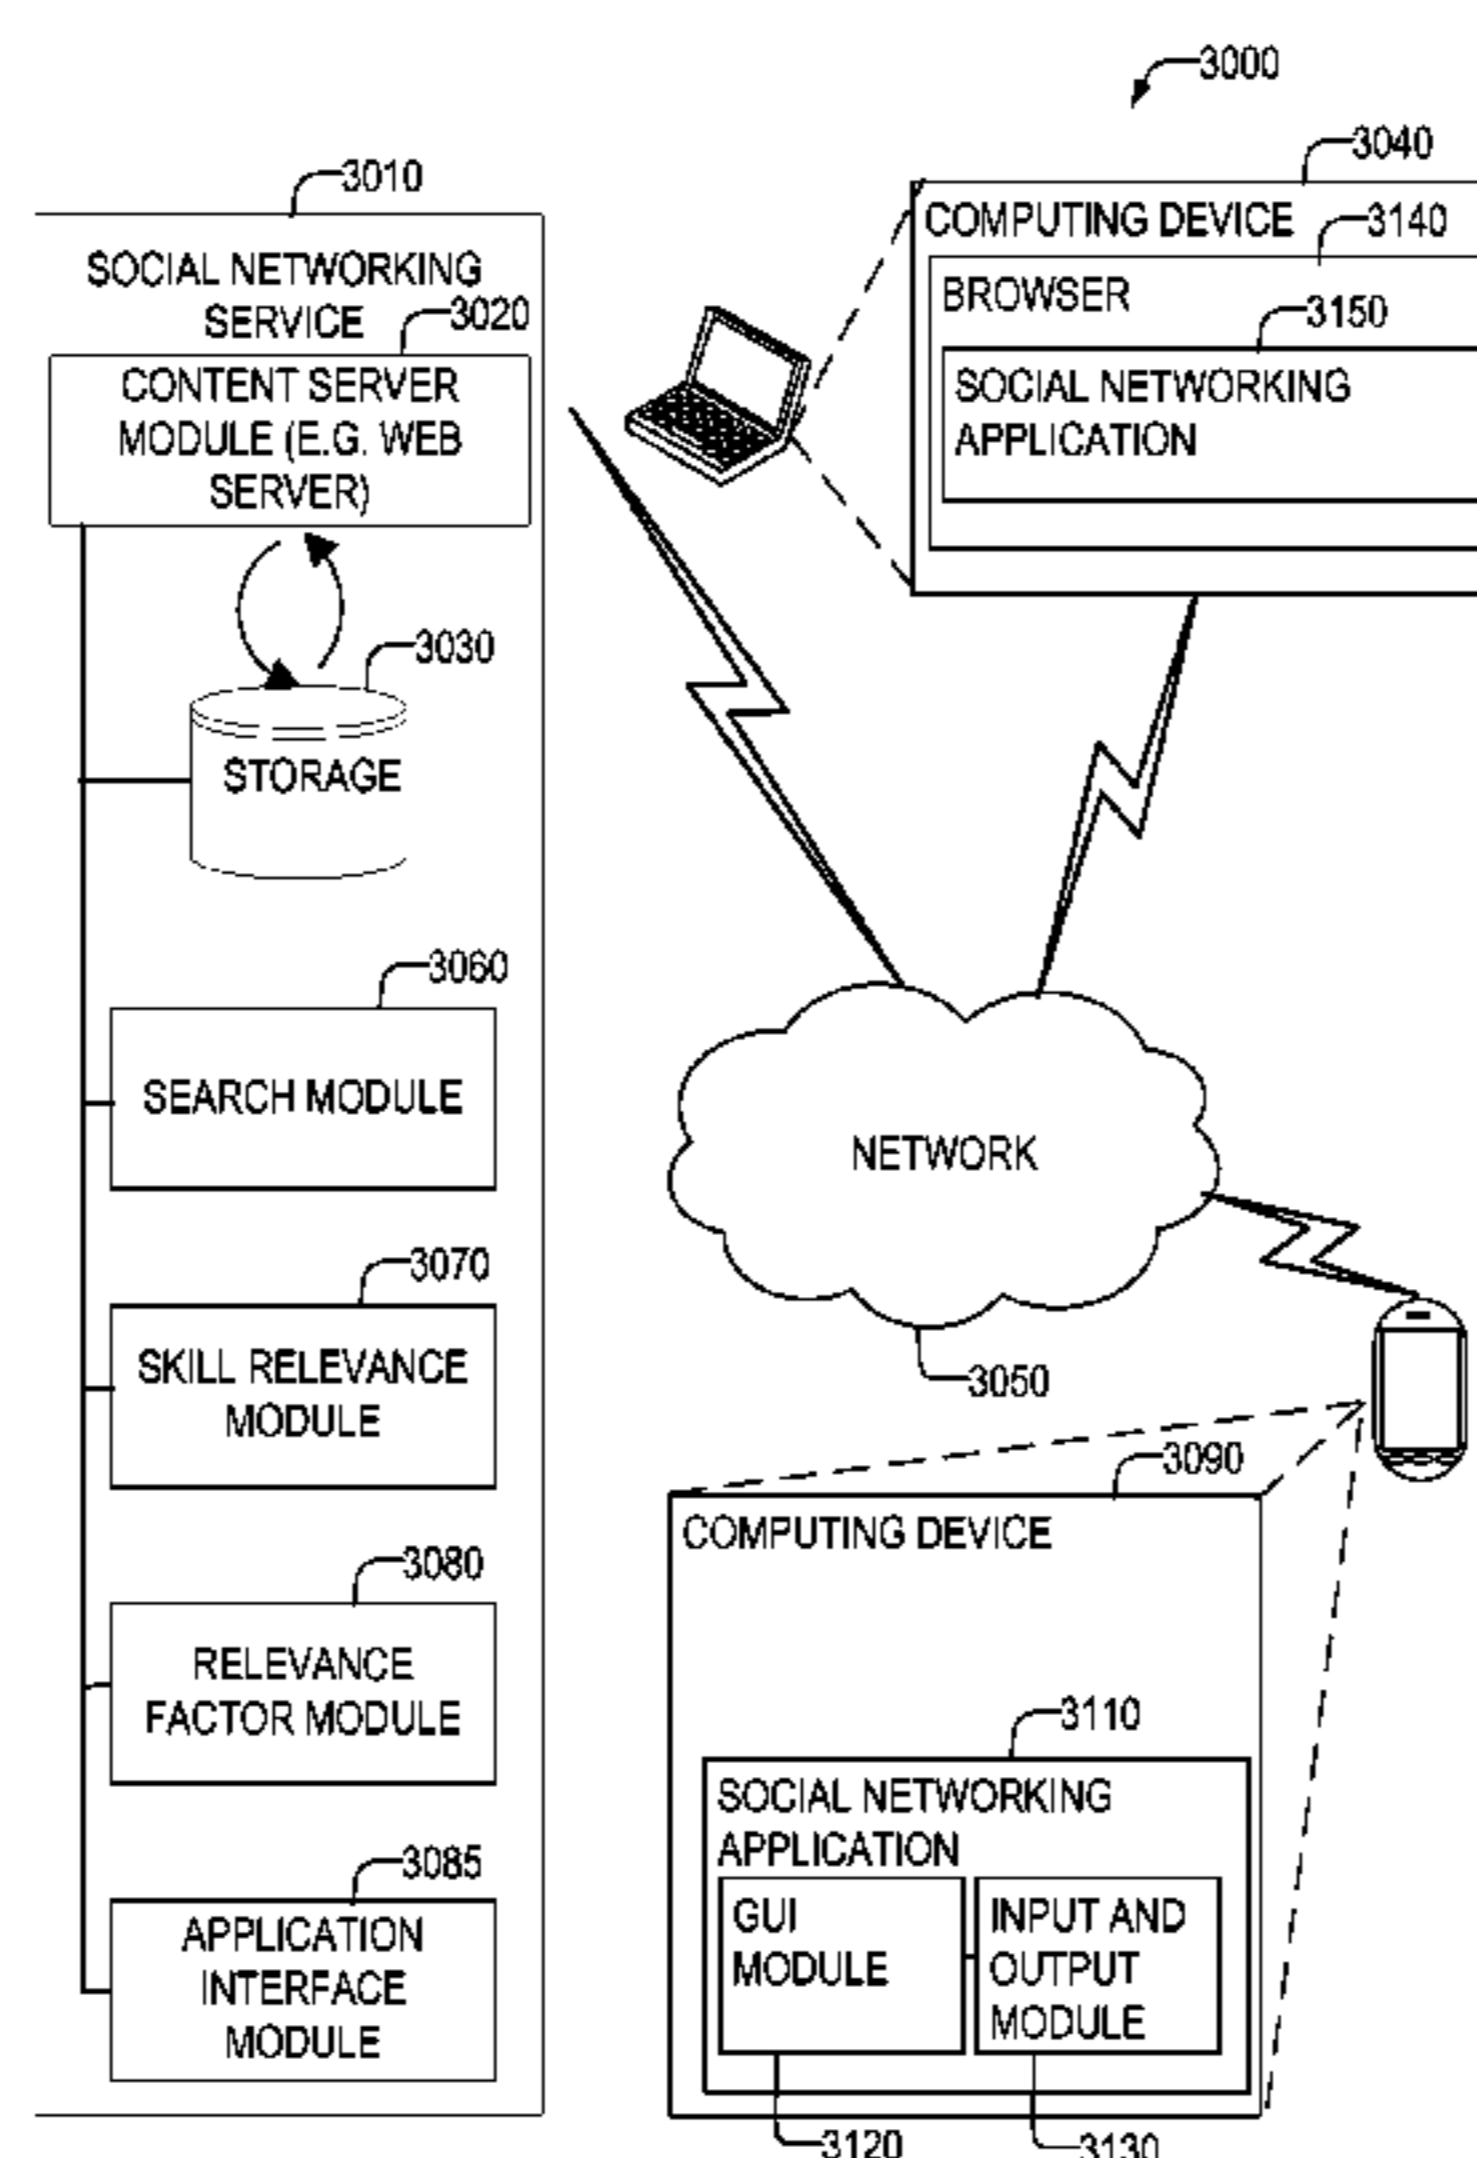 3000
3010
SOCIAL NETWORKING
SERVICE
3020
CONTENT SERVER
MODULE (E.G. WEB
SERVER)
3030
STORAGE
3060
SEARCH MODULE
3070
SKILL RELEVANCE
MODULE
3080
RELEVANCE
FACTOR MODULE
3085
APPLICATION
INTERFACE
MODULE
3040
COMPUTING DEVICE
3140
BROWSER
3150
SOCIAL NETWORKING
APPLICATION
NETWORK
3050
3090
COMPUTING DEVICE
3110
SOCIAL NETWORKING
APPLICATION
GUI
MODULE
INPUT AND
OUTPUT
MODULE
3120
3130